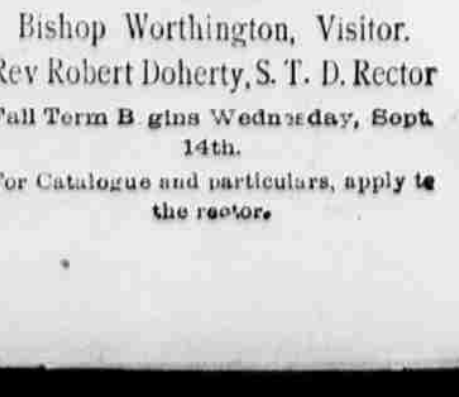 Bishop Worthington, Visitor.
Rev Robert Doherty, S. T. D. Rector
Fall Term B gins Wednesday, Sept.
14th.
For Catalogue and particulars, apply to
the rector.